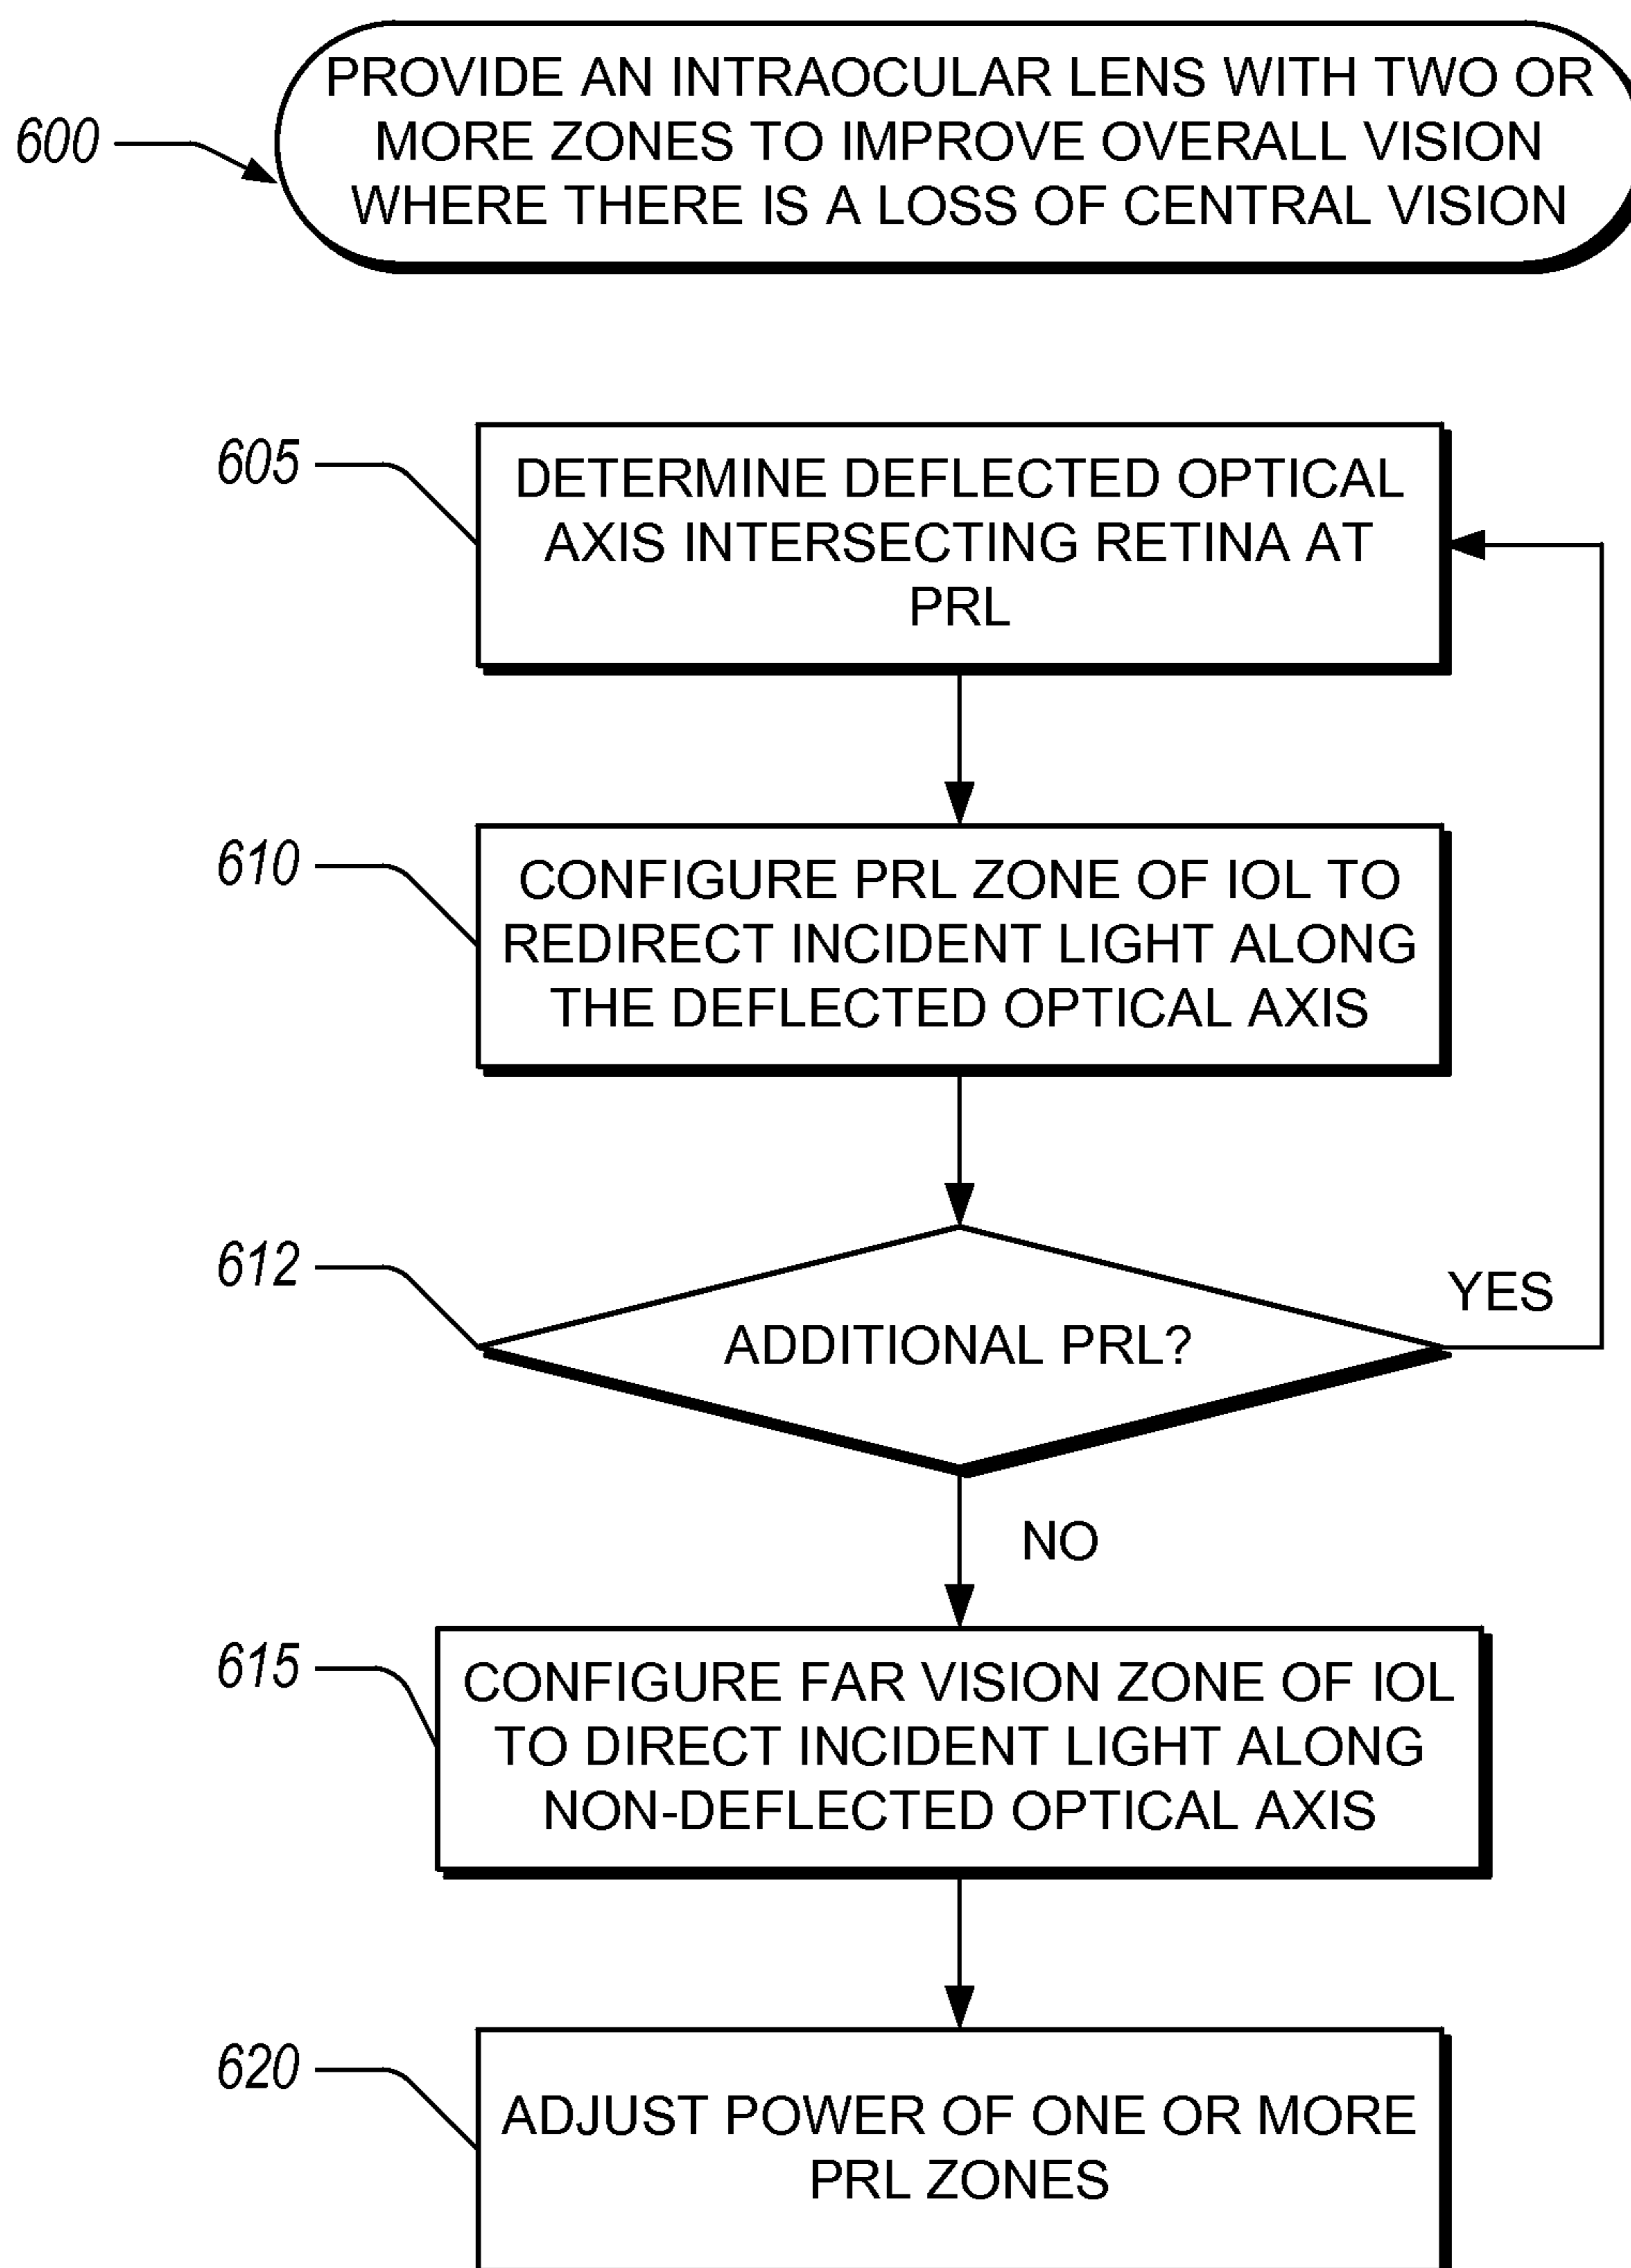 600
PROVIDE AN INTRAOCULAR LENS WITH TWO OR
MORE ZONES TO IMPROVE OVERALL VISION
WHERE THERE IS A LOSS OF CENTRAL VISION
605
DETERMINE DEFLECTED OPTICAL
AXIS INTERSECTING RETINA AT
PRL
610
CONFIGURE PRL ZONE OF IOL TO
REDIRECT INCIDENT LIGHT ALONG
THE DEFLECTED OPTICAL AXIS
612
ADDITIONAL PRL?
YES
NO
615
CONFIGURE FAR VISION ZONE OF IOL
TO DIRECT INCIDENT LIGHT ALONG
NON-DEFLECTED OPTICAL AXIS
620
ADJUST POWER OF ONE OR MORE
PRL ZONES